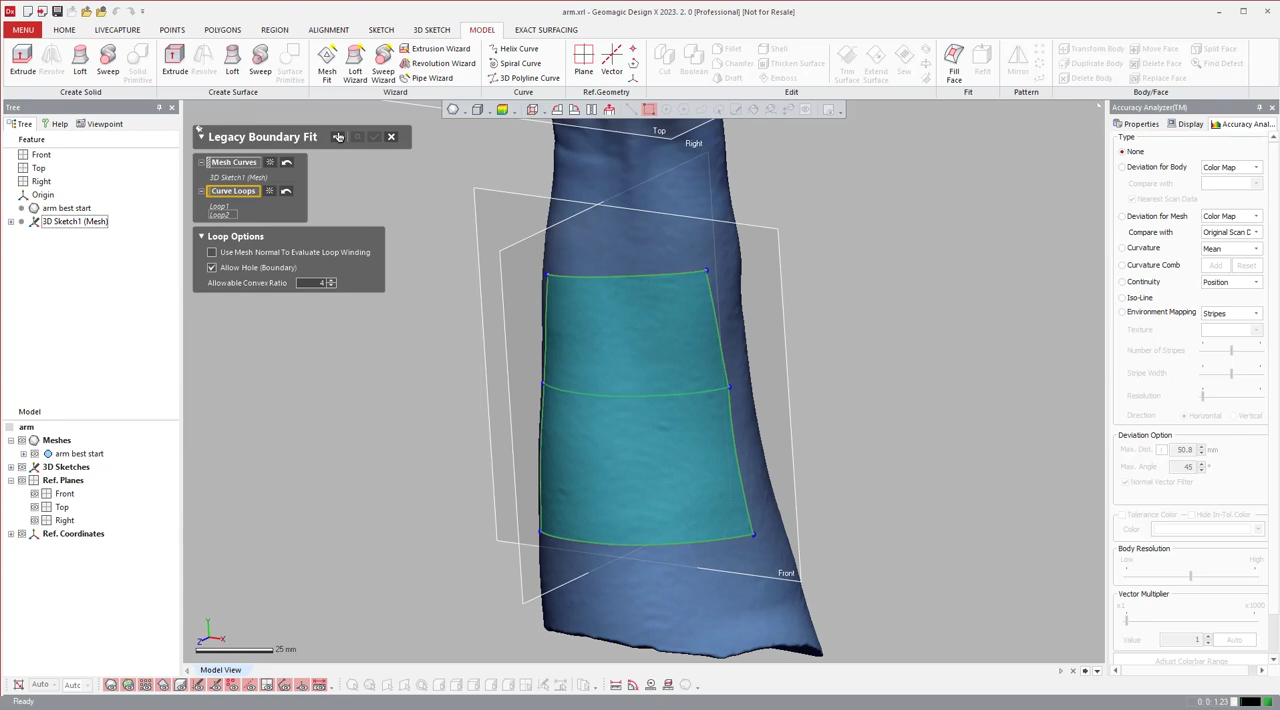 arm.xrl - Geomagic Design X 2023. 2. 0 [Professional] [Not for Resale]
MENU HOME LIVECAPTURE POINTS POLYGONS REGION ALIGNMENT SKETCH 3D SKETCH MODEL EXACT SURFACING
Extrude Revolve Loft Sweep Solid Primitive
Create Solid
Extrude Revolve Loft Sweep Surface Primitive
Create Surface
Mesh Fit Loft Wizard Sweep Wizard Extrusion Wizard Revolution Wizard Pipe Wizard
Wizard
Helix Curve
Spiral Curve
3D Polyline Curve
Curve
Plane Vector
Ref.Geometry
Cut Boolean Fillet Chamfer Draft Shell Thicken Surface Emboss Trim Surface Extend Surface Sew
Edit
Fill Face Refit
Fit
Mirror
Pattern
Transform Body Move Face Split Face
Duplicate Body Merge Face Find Defect
Delete Body Replace Face
Body/Face
Tree
Tree Help Viewpoint
Feature
Front
Top
Right
Origin
arm best start
3D Sketch1 (Mesh)
Model
arm
Meshes
arm best start
3D Sketches
Ref. Planes
Front
Top
Right
Ref. Coordinates
Legacy Boundary Fit
Mesh Curves
3D Sketch1 (Mesh)
Curve Loops
Loop1
Loop2
Loop Options
Use Mesh Normal To Evaluate Loop Winding
Allow Hole (Boundary)
Allowable Convex Ratio 4
Top
Right
Front
Y
Z X
25 mm
Model View
Auto Autc
Ready
0: 0: 1.23
Accuracy Analyzer(TM)
Properties Display Accuracy Anal...
Type
None
Deviation for Body Color Map
Compare with
Nearest Scan Data
Deviation for Mesh Color Map
Compare with Original Scan D
Curvature Mean
Curvature Comb Add Reset
Continuity Position
Iso-Line
Environment Mapping Stripes
Texture
Number of Stripes
Stripe Width
Resolution
Direction Horizontal Vertical
Deviation Option
Max. Dist. 50.8 mm
Max. Angle 45 °
Normal Vector Filter
Tolerance Color Hide In-Tol.Color
Color
Body Resolution
Low High
Vector Multiplier
x1 x1000
Value 1 Auto
Adjust Colorbar Range